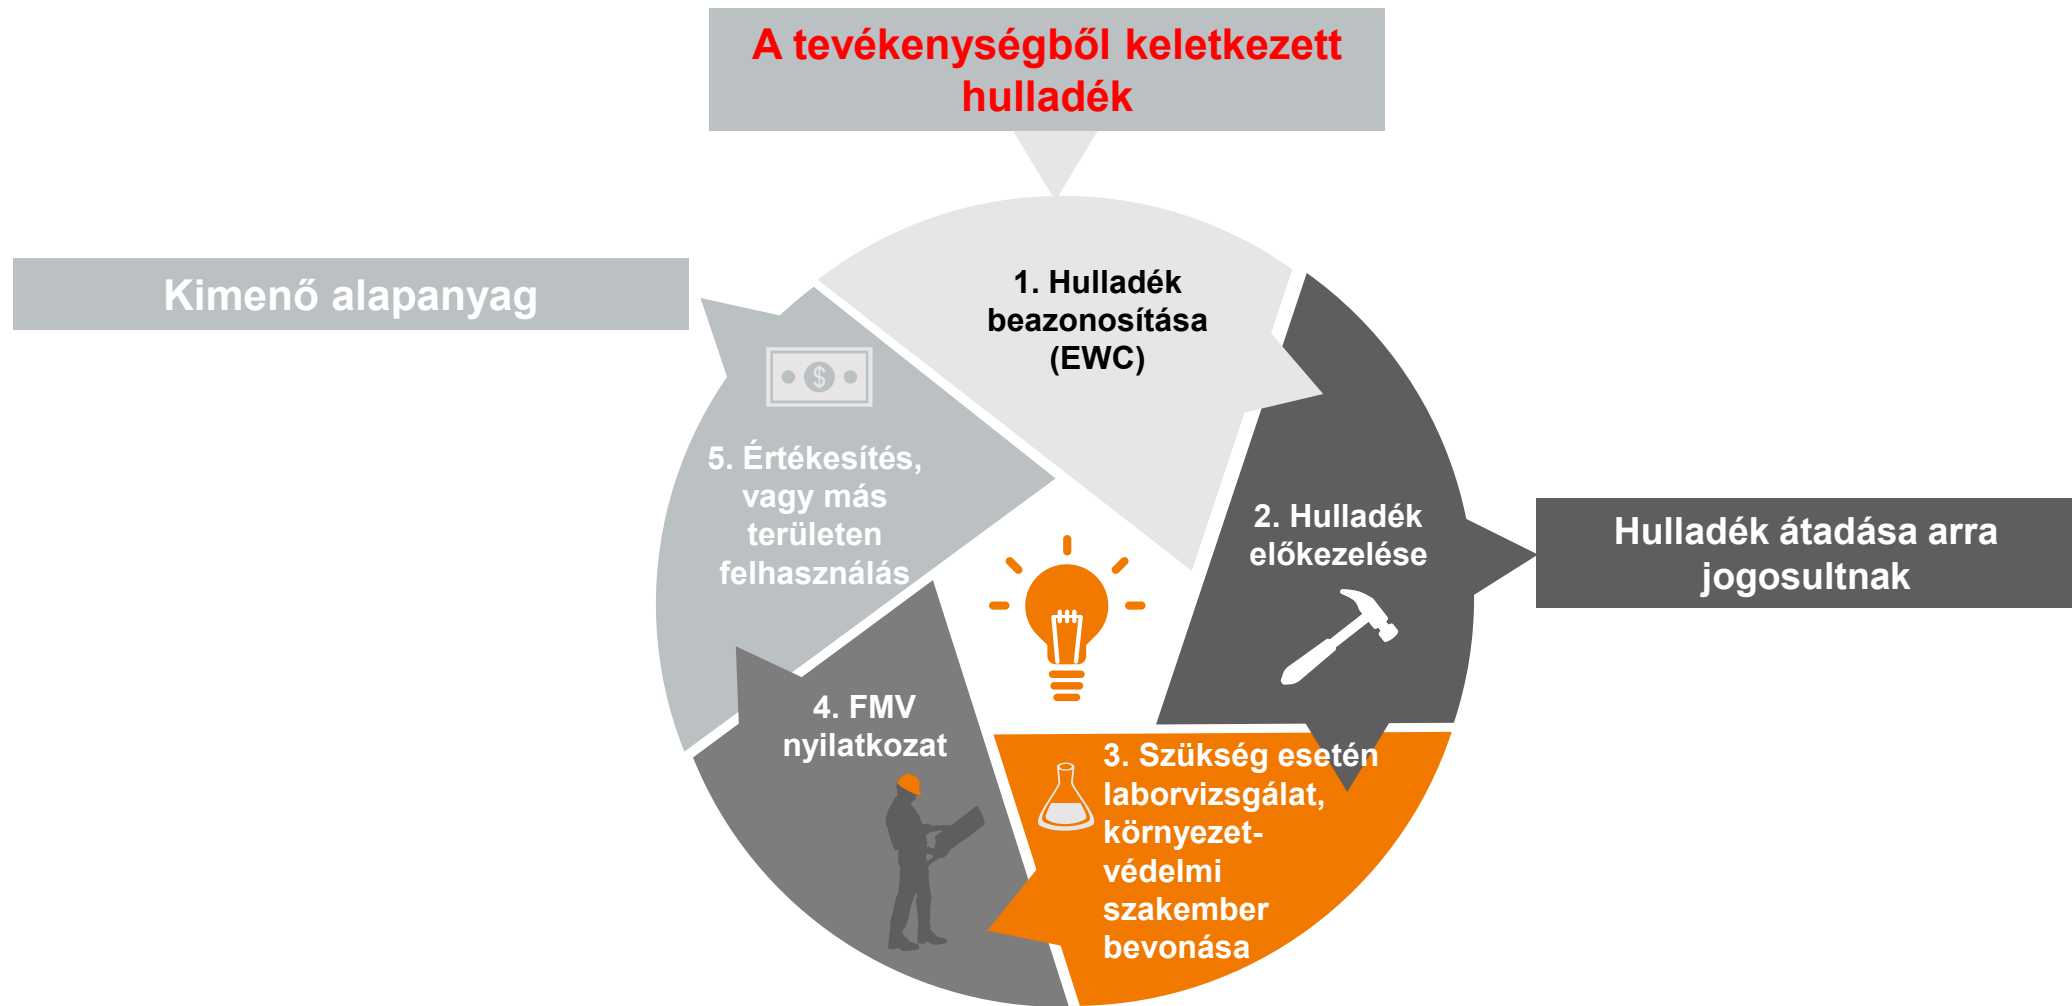 A tevékenységből keletkezett
hulladék
Kimenő alapanyag
1. Hulladék
beazonosítása
(EWC)
2. Hulladék
előkezelése
Hulladék átadása arra
jogosultnak
3. Szükség esetén
laborvizsgálat,
környezet-
védelmi
szakember
bevonása
4. FMV
nyilatkozat
5. Értékesítés,
vagy más
területen
felhasználás
$